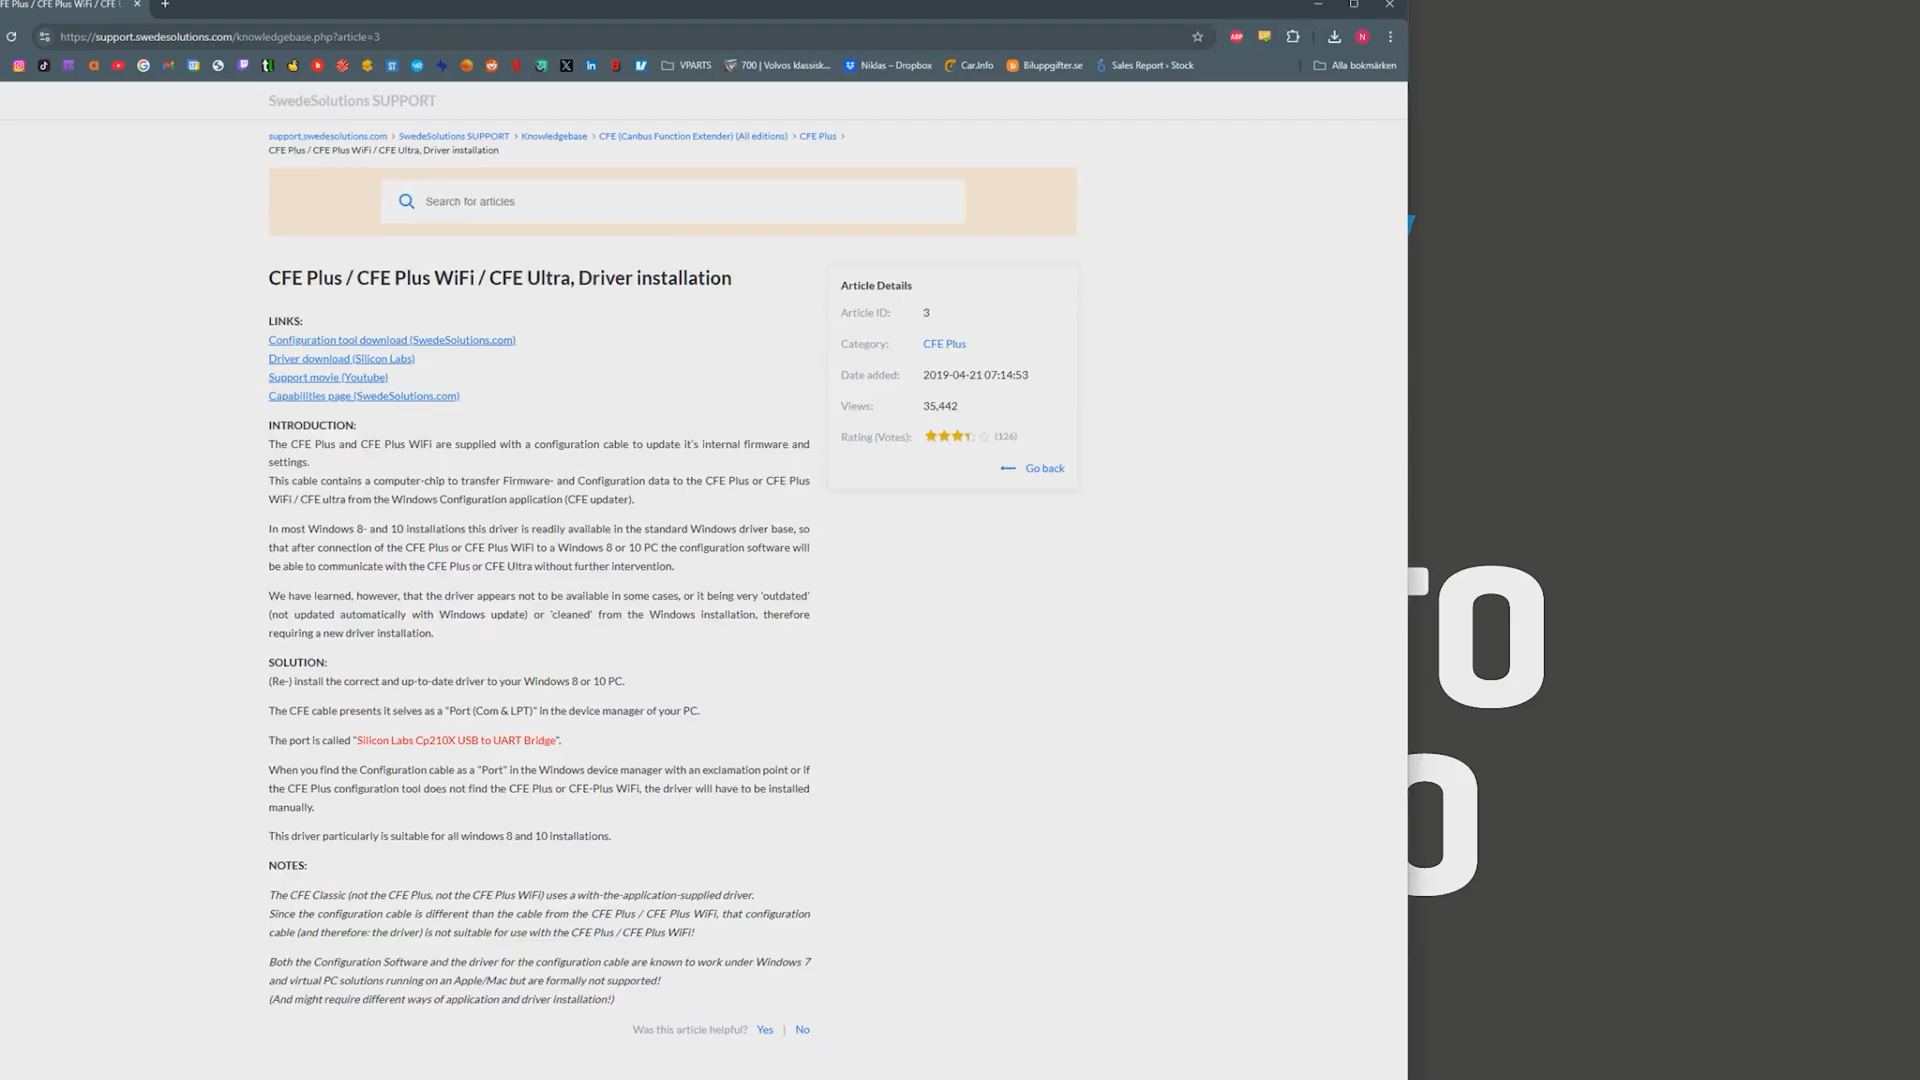 FE Plus / CFE Plus WiFi / CFE U
https://support.swedesolutions.com/knowledgebase.php?article=3
ABP
N
ST
VPARTS
700 | Volvos klassisk...
Niklas – Dropbox
Car.Info
Biluppgifter.se
Sales Report › Stock
Alla bokmärken
SwedeSolutions SUPPORT
support.swedesolutions.com > SwedeSolutions SUPPORT > Knowledgebase > CFE (Canbus Function Extender) (All editions) > CFE Plus >
CFE Plus / CFE Plus WiFi / CFE Ultra, Driver installation
Search for articles
CFE Plus / CFE Plus WiFi / CFE Ultra, Driver installation
LINKS:
Configuration tool download (SwedeSolutions.com)
Driver download (Silicon Labs)
Support movie (Youtube)
Capabilities page (SwedeSolutions.com)
INTRODUCTION:
The CFE Plus and CFE Plus WiFi are supplied with a configuration cable to update it's internal firmware and
settings.
This cable contains a computer-chip to transfer Firmware- and Configuration data to the CFE Plus or CFE Plus
WiFi / CFE ultra from the Windows Configuration application (CFE updater).
In most Windows 8- and 10 installations this driver is readily available in the standard Windows driver base, so
that after connection of the CFE Plus or CFE Plus WiFi to a Windows 8 or 10 PC the configuration software will
be able to communicate with the CFE Plus or CFE Ultra without further intervention.
We have learned, however, that the driver appears not to be available in some cases, or it being very 'outdated'
(not updated automatically with Windows update) or 'cleaned' from the Windows installation, therefore
requiring a new driver installation.
SOLUTION:
(Re-) install the correct and up-to-date driver to your Windows 8 or 10 PC.
The CFE cable presents it selves as a "Port (Com & LPT)" in the device manager of your PC.
The port is called "Silicon Labs Cp210X USB to UART Bridge".
When you find the Configuration cable as a "Port" in the Windows device manager with an exclamation point or if
the CFE Plus configuration tool does not find the CFE Plus or CFE-Plus WiFi, the driver will have to be installed
manually.
This driver particularly is suitable for all windows 8 and 10 installations.
NOTES:
The CFE Classic (not the CFE Plus, not the CFE Plus WiFi) uses a with-the-application-supplied driver.
Since the configuration cable is different than the cable from the CFE Plus / CFE Plus WiFi, that configuration
cable (and therefore: the driver) is not suitable for use with the CFE Plus / CFE Plus WiFi!
Both the Configuration Software and the driver for the configuration cable are known to work under Windows 7
and virtual PC solutions running on an Apple/Mac but are formally not supported!
(And might require different ways of application and driver installation!)
Was this article helpful? Yes | No
Article Details
Article ID: 3
Category: CFE Plus
Date added: 2019-04-21 07:14:53
Views: 35,442
Rating (Votes): (126)
Go back
TO
O